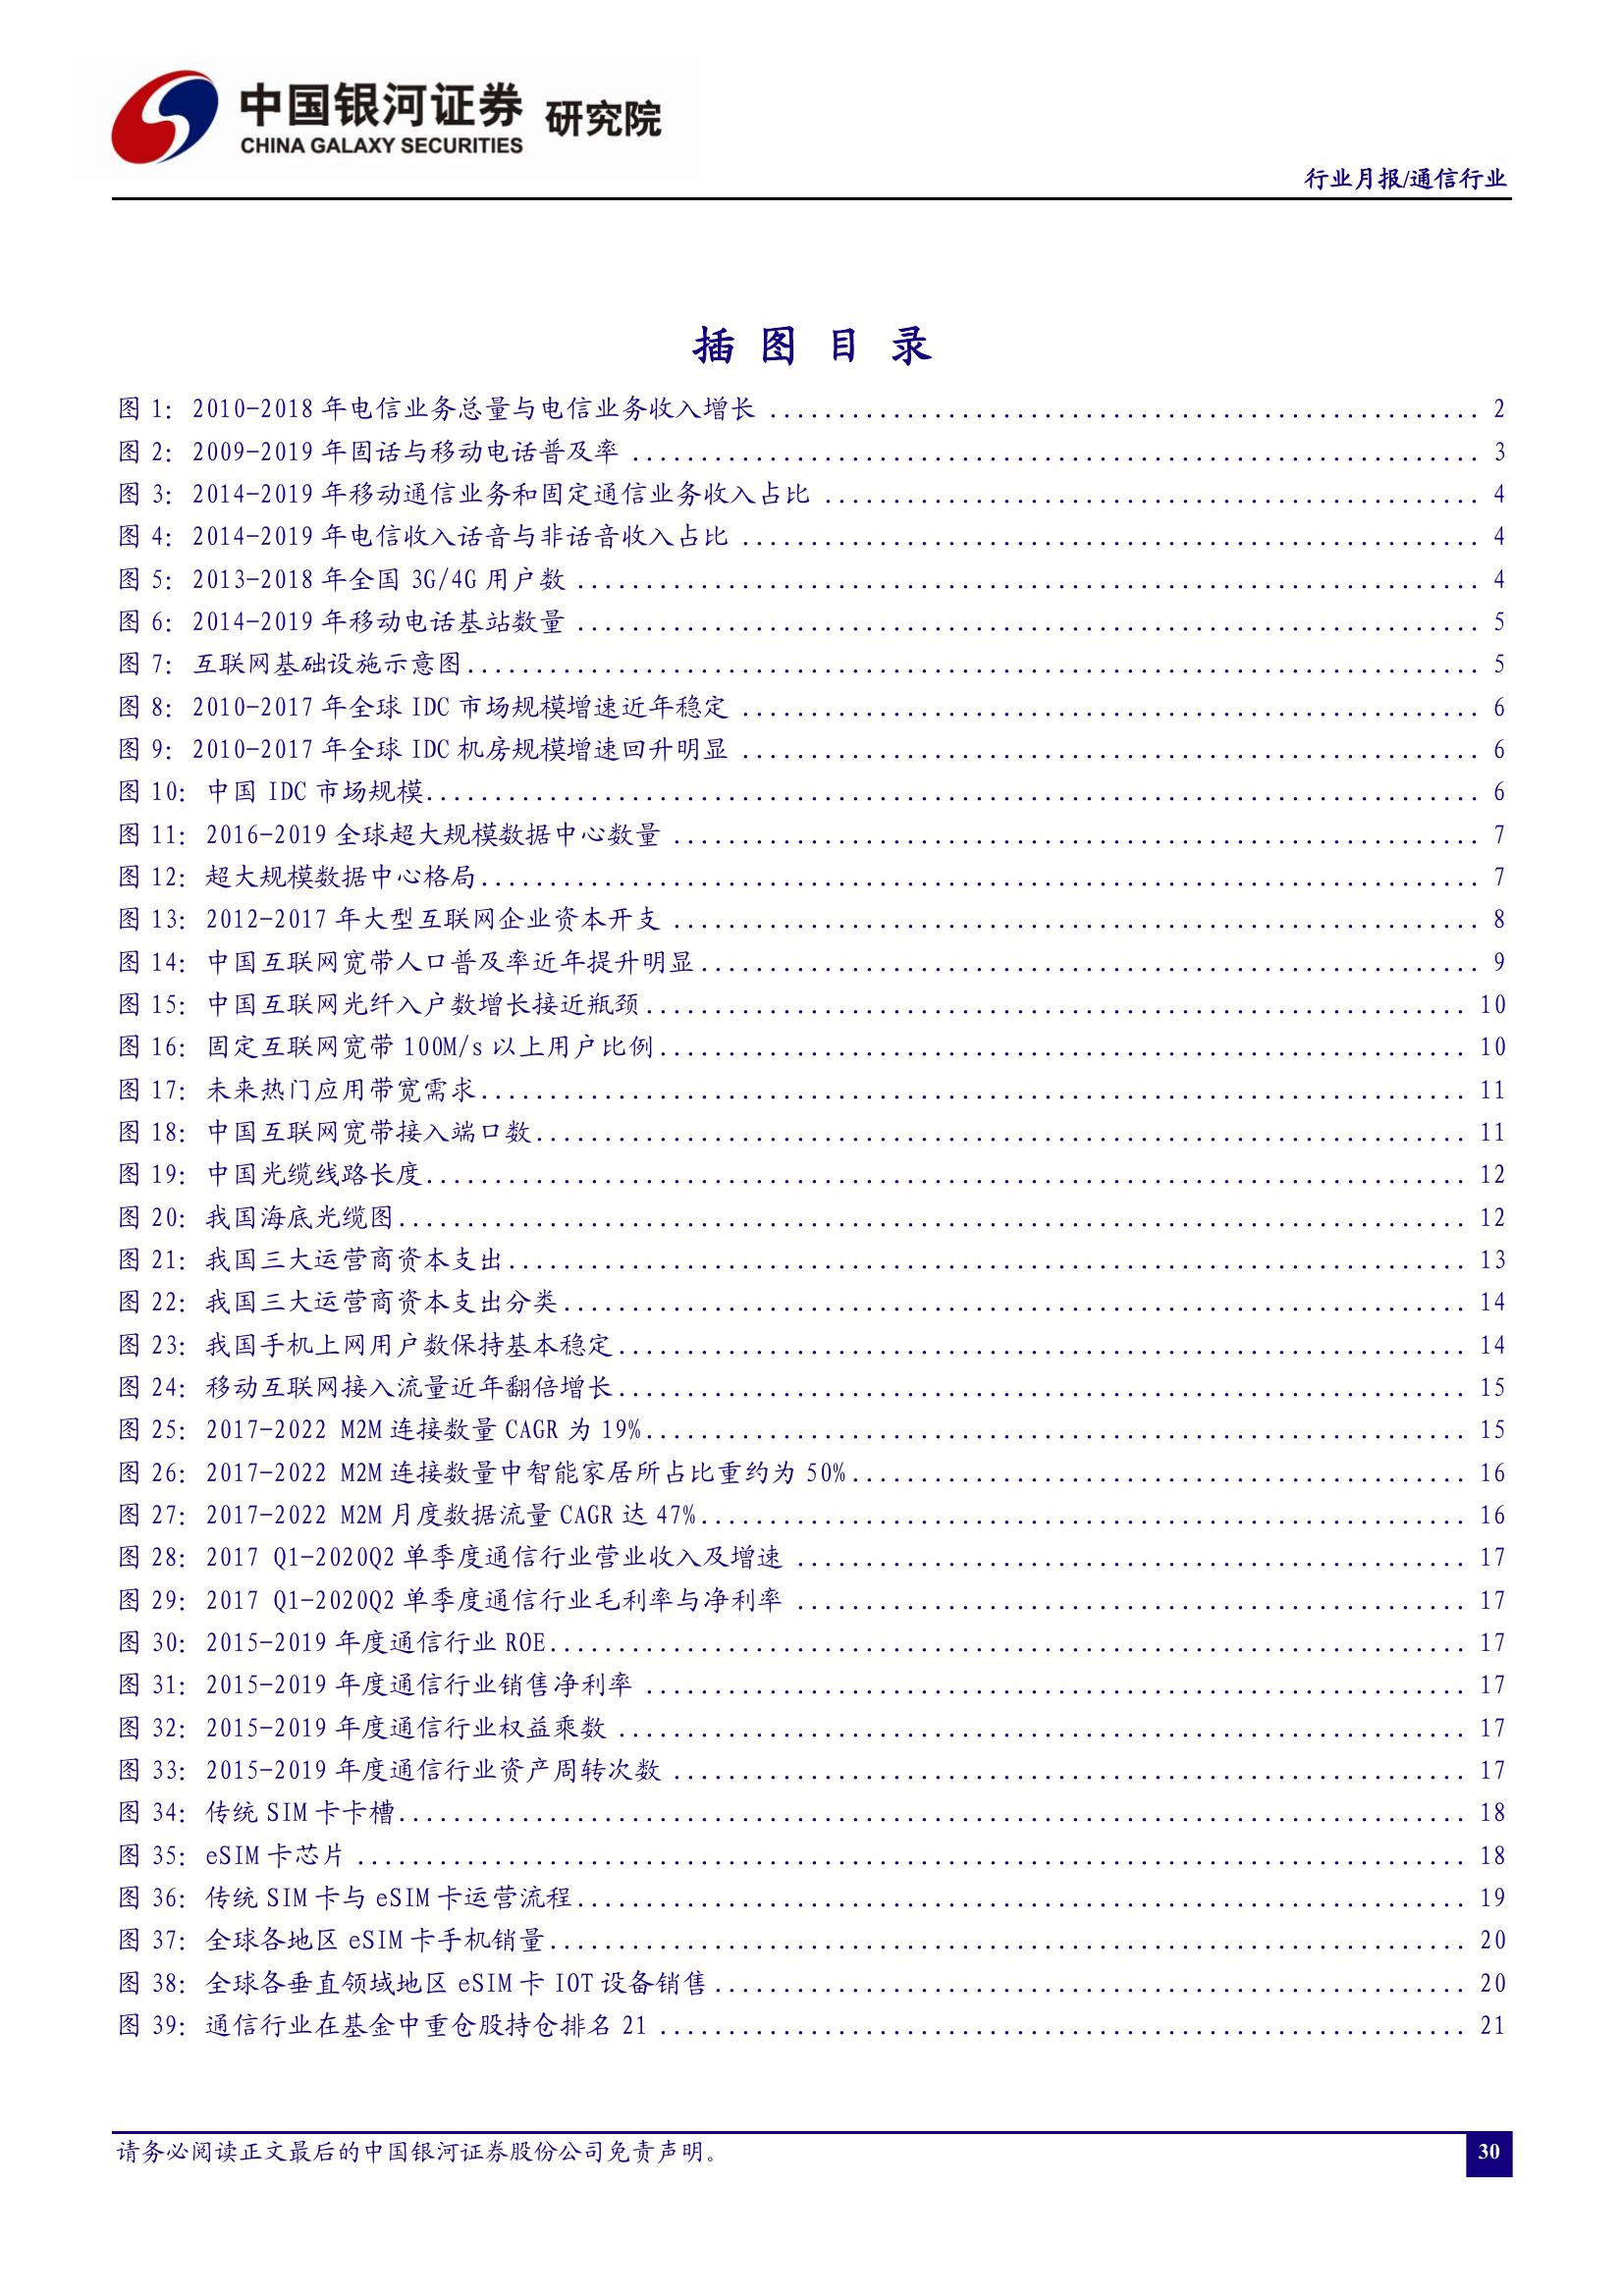 中国银河证券 研究院
CHINA GALAXY SECURITIES
行业月报/通信行业
插 图 目 录
图 1: 2010-2018 年电信业务总量与电信业务收入增长 .................................................... 2
图 2: 2009-2019 年固话与移动电话普及率 .............................................................. 3
图 3: 2014-2019 年移动通信业务和固定通信业务收入占比 ................................................ 4
图 4: 2014-2019 年电信收入话音与非话音收入占比 ...................................................... 4
图 5: 2013-2018 年全国 3G/4G 用户数 .................................................................. 4
图 6: 2014-2019 年移动电话基站数量 .................................................................. 5
图 7: 互联网基础设施示意图.......................................................................... 5
图 8: 2010-2017 年全球 IDC 市场规模增速近年稳定 ...................................................... 6
图 9: 2010-2017 年全球 IDC 机房规模增速回升明显 ...................................................... 6
图 10: 中国 IDC 市场规模............................................................................. 6
图 11: 2016-2019 全球超大规模数据中心数量 ........................................................... 7
图 12: 超大规模数据中心格局......................................................................... 7
图 13: 2012-2017 年大型互联网企业资本开支 ........................................................... 8
图 14: 中国互联网宽带人口普及率近年提升明显......................................................... 9
图 15: 中国互联网光纤入户数增长接近瓶颈............................................................ 10
图 16: 固定互联网宽带 100M/s 以上用户比例........................................................... 10
图 17: 未来热门应用带宽需求........................................................................ 11
图 18: 中国互联网宽带接入端口数.................................................................... 11
图 19: 中国光缆线路长度............................................................................ 12
图 20: 我国海底光缆图.............................................................................. 12
图 21: 我国三大运营商资本支出...................................................................... 13
图 22: 我国三大运营商资本支出分类.................................................................. 14
图 23: 我国手机上网用户数保持基本稳定.............................................................. 14
图 24: 移动互联网接入流量近年翻倍增长.............................................................. 15
图 25: 2017-2022 M2M 连接数量 CAGR 为 19%............................................................ 15
图 26: 2017-2022 M2M 连接数量中智能家居所占比重约为 50%............................................. 16
图 27: 2017-2022 M2M 月度数据流量 CAGR 达 47%........................................................ 16
图 28: 2017 Q1-2020Q2 单季度通信行业营业收入及增速 ................................................. 17
图 29: 2017 Q1-2020Q2 单季度通信行业毛利率与净利率 ................................................. 17
图 30: 2015-2019 年度通信行业 ROE................................................................... 17
图 31: 2015-2019 年度通信行业销售净利率 ............................................................ 17
图 32: 2015-2019 年度通信行业权益乘数 .............................................................. 17
图 33: 2015-2019 年度通信行业资产周转次数 .......................................................... 17
图 34: 传统 SIM 卡卡槽.............................................................................. 18
图 35: eSIM 卡芯片 ................................................................................. 18
图 36: 传统 SIM 卡与 eSIM 卡运营流程................................................................. 19
图 37: 全球各地区 eSIM 卡手机销量................................................................... 20
图 38: 全球各垂直领域地区 eSIM 卡 IOT 设备销售....................................................... 20
图 39: 通信行业在基金中重仓股持仓排名 21 ........................................................... 21
请务必阅读正文最后的中国银河证券股份公司免责声明。
30